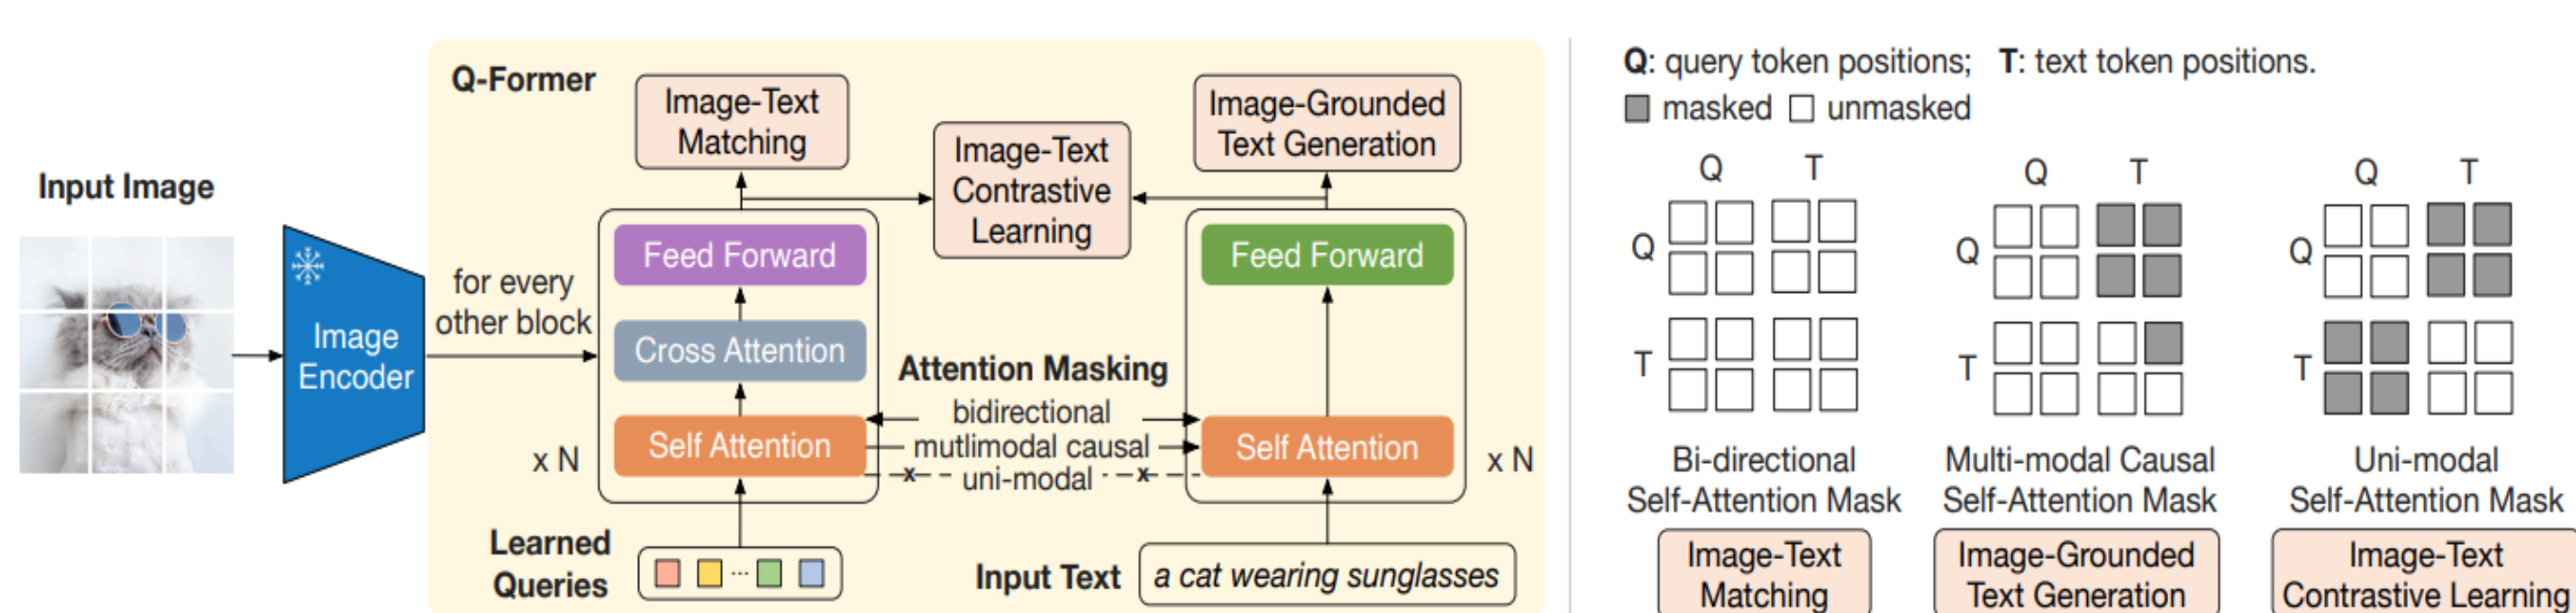 Input Image
Image
Encoder
for every
other block
Q-Former
Image-Text
Matching
Image-Text
Contrastive
Learning
Image-Grounded
Text Generation
Feed Forward
Cross Attention
Self Attention
x N
Attention Masking
bidirectional
mutlimodal causal
x uni-modal x
Feed Forward
Self Attention
x N
Learned
Queries
...
Input Text
a cat wearing sunglasses
Q: query token positions; T: text token positions.
masked unmasked
Q T
Q
T
Bi-directional
Self-Attention Mask
Image-Text
Matching
Q T
Q
T
Multi-modal Causal
Self-Attention Mask
Image-Grounded
Text Generation
Q T
Q
T
Uni-modal
Self-Attention Mask
Image-Text
Contrastive Learning